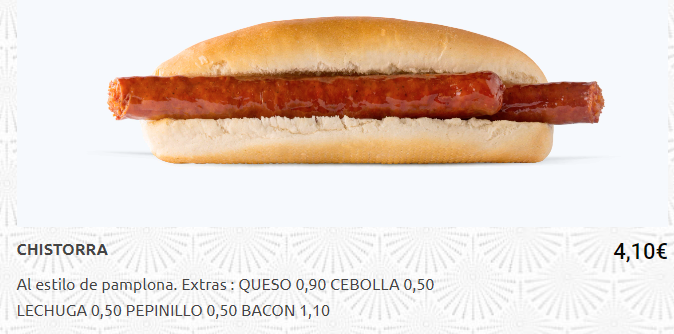 CHISTORRA 4,10€
Al estilo de pamplona. Extras : QUESO 0,90 CEBOLLA 0,50
LECHUGA 0,50 PEPINILLO 0,50 BACON 1,10